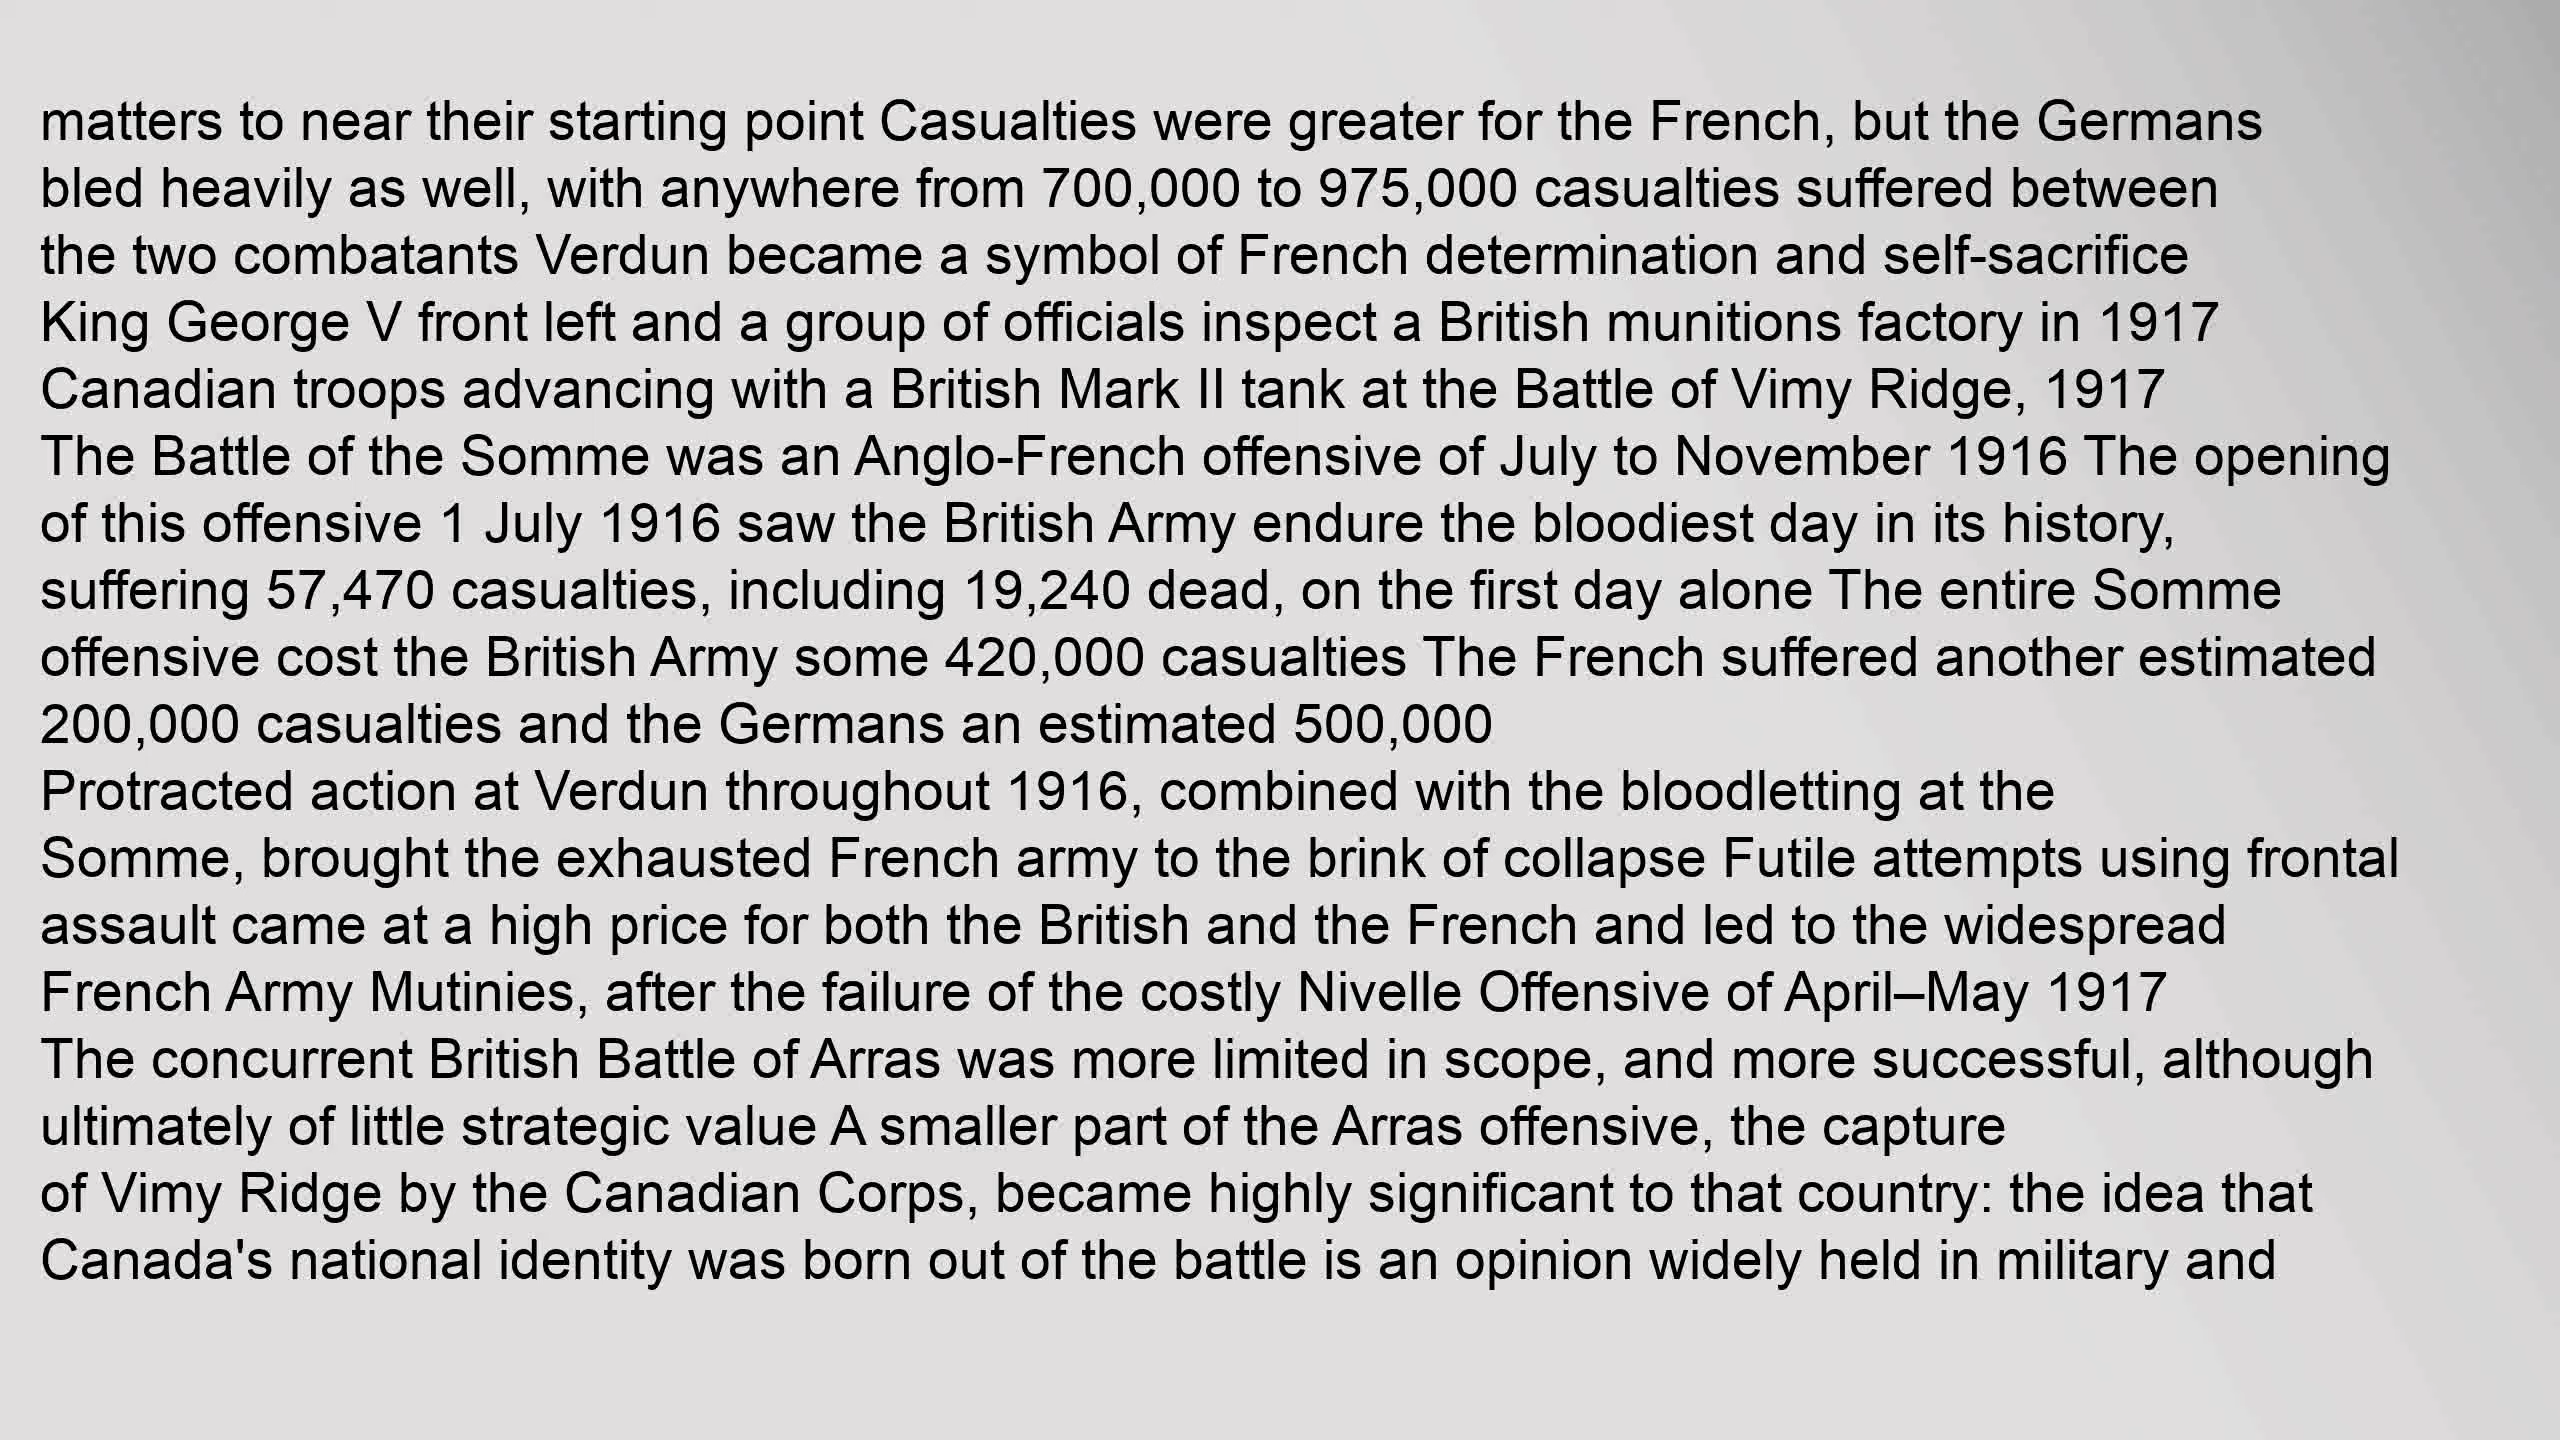 matters to near their starting point Casualties were greater for the French, but the Germans
bled heavily as well, with anywhere from 700,000 to 975,000 casualties suffered between
the two combatants Verdun became a symbol of French determination and self-sacrifice
King George V front left and a group of officials inspect a British munitions factory in 1917
Canadian troops advancing with a British Mark II tank at the Battle of Vimy Ridge, 1917
The Battle of the Somme was an Anglo-French offensive of July to November 1916 The opening
of this offensive 1 July 1916 saw the British Army endure the bloodiest day in its history,
suffering 57,470 casualties, including 19,240 dead, on the first day alone The entire Somme
offensive cost the British Army some 420,000 casualties The French suffered another estimated
200,000 casualties and the Germans an estimated 500,000
Protracted action at Verdun throughout 1916, combined with the bloodletting at the
Somme, brought the exhausted French army to the brink of collapse Futile attempts using frontal
assault came at a high price for both the British and the French and led to the widespread
French Army Mutinies, after the failure of the costly Nivelle Offensive of April–May 1917
The concurrent British Battle of Arras was more limited in scope, and more successful, although
ultimately of little strategic value A smaller part of the Arras offensive, the capture
of Vimy Ridge by the Canadian Corps, became highly significant to that country: the idea that
Canada's national identity was born out of the battle is an opinion widely held in military and